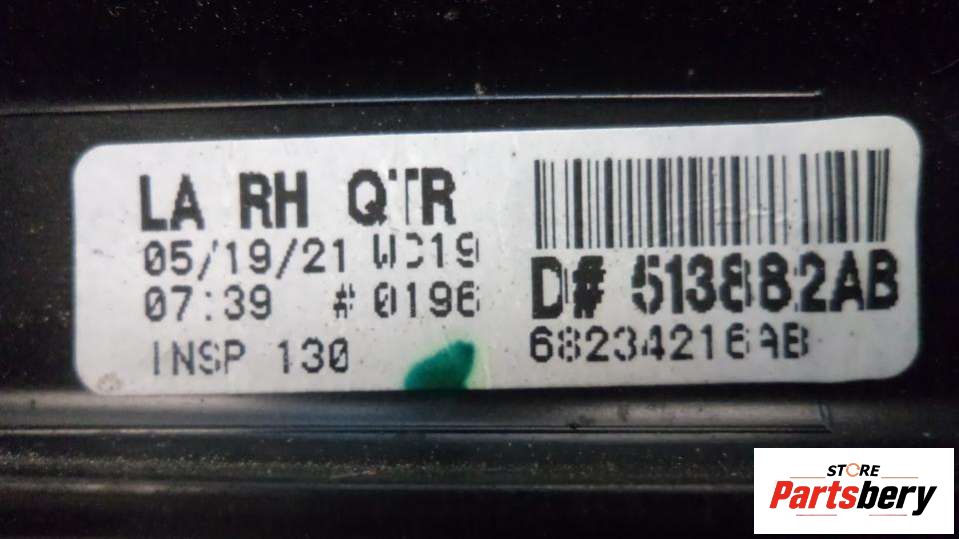 LA RH QTR
05/19/21 WC19
07:39 #0196
INSP 130
D# 513882AB
68234216AB
STORE
Partsbery